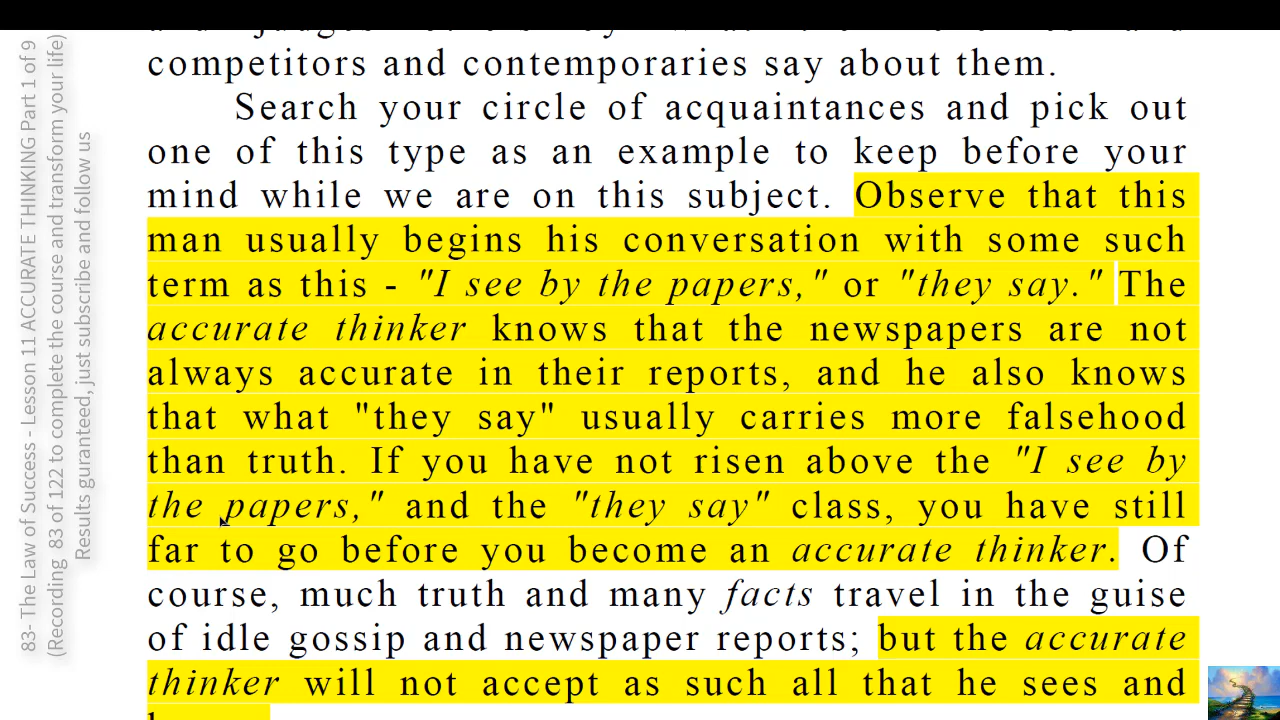 competitors and contemporaries say about them.
Search your circle of acquaintances and pick out
one of this type as an example to keep before your
mind while we are on this subject. Observe that this
man usually begins his conversation with some such
term as this - "I see by the papers," or "they say." The
accurate thinker knows that the newspapers are not
always accurate in their reports, and he also knows
that what "they say" usually carries more falsehood
than truth. If you have not risen above the "I see by
the papers," and the "they say" class, you have still
far to go before you become an accurate thinker. Of
course, much truth and many facts travel in the guise
of idle gossip and newspaper reports; but the accurate
thinker will not accept as such all that he sees and
83- The Law of Success - Lesson 11 ACCURATE THINKING Part 1 of 9
(Recording 83 of 122 to complete the course and transform your life)
Results guranteed, just subscribe and follow us